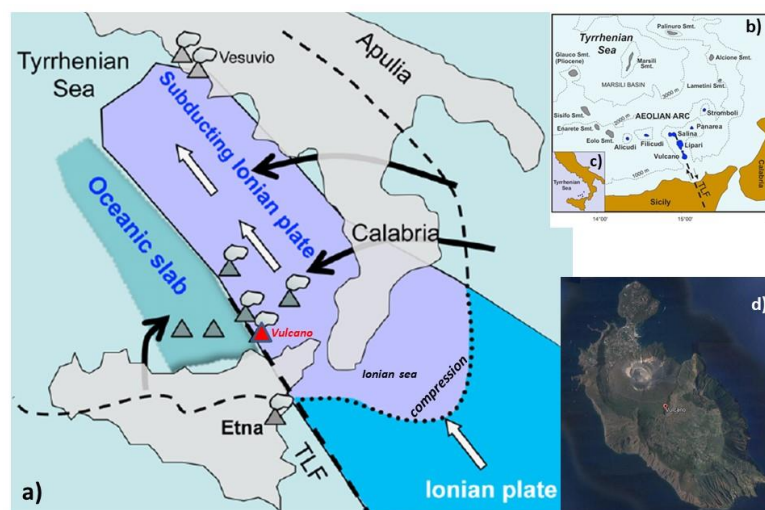 Tyrrhenian
Sea
Vesuvio
Apulia
Subducting Ionian plate
Oceanic slab
Calabria
Vulcano
Ionian sea
compression
Etna
TLF
Ionian plate
a)
b)
Tyrrhenian
Sea
Palinuro Smt.
Glauco Smt.
(Pliocene)
Marsili
Smt.
Alcione Smt.
MARSILI BASIN
3000 m
Lametini Smt.
Sisifo Smt.
2000 m
AEOLIAN ARC
Stromboli
Enarete Smt.
Panarea
Salina
Eolo Smt.
Alicudi
Filicudi
Lipari
Vulcano
c)
Tyrrhenian
Sea
1000 m
TLF
Sicily
Calabria
14°00'
15°00'
d)
Vulcano